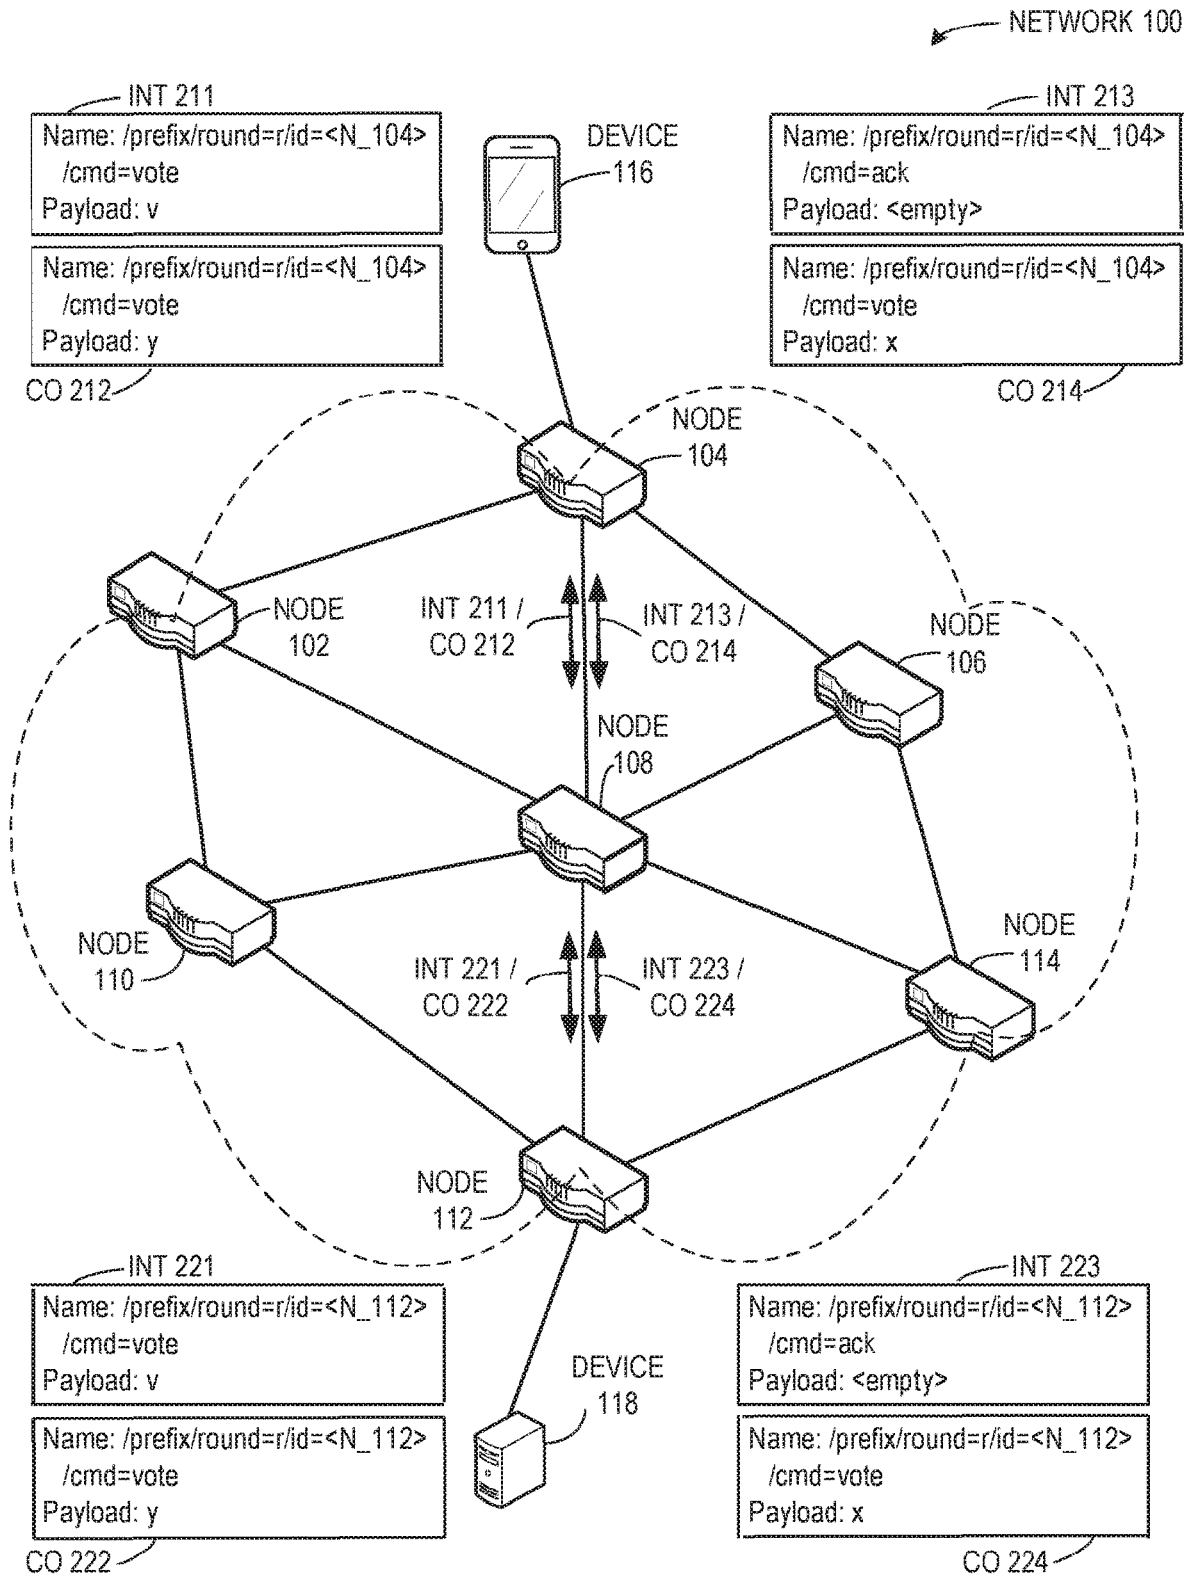 NETWORK 100
INT 211
Name: /prefix/round=r/id=<N_104>
/cmd=vote
Payload: v
Name: /prefix/round=r/id=<N_104>
/cmd=vote
Payload: y
CO 212
DEVICE
116
INT 213
Name: /prefix/round=r/id=<N_104>
/cmd=ack
Payload: <empty>
Name: /prefix/round=r/id=<N_104>
/cmd=vote
Payload: x
CO 214
NODE
104
NODE
102
INT 211 /
CO 212
INT 213 /
CO 214
NODE
106
NODE
108
NODE
110
INT 221 /
CO 222
INT 223 /
CO 224
NODE
114
NODE
112
INT 221
Name: /prefix/round=r/id=<N_112>
/cmd=vote
Payload: v
Name: /prefix/round=r/id=<N_112>
/cmd=vote
Payload: y
CO 222
DEVICE
118
INT 223
Name: /prefix/round=r/id=<N_112>
/cmd=ack
Payload: <empty>
Name: /prefix/round=r/id=<N_112>
/cmd=vote
Payload: x
CO 224